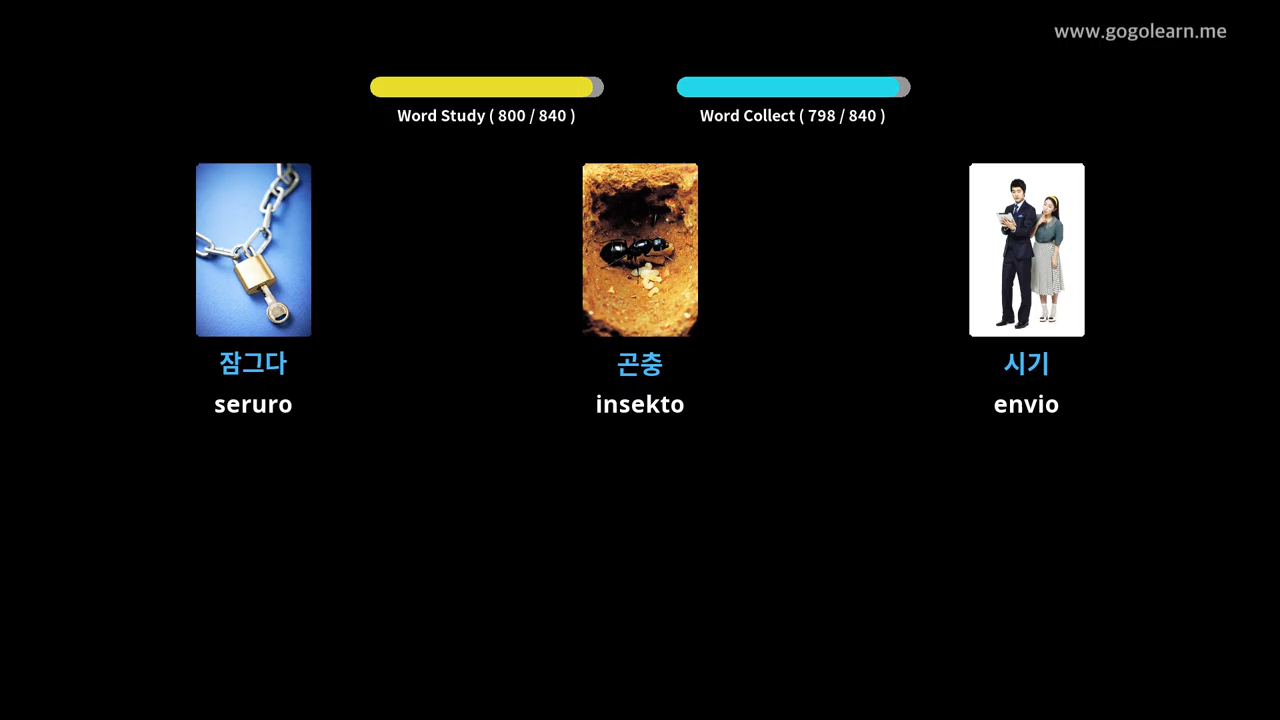 www.gogolearn.me
Word Study ( 800 / 840 )
Word Collect ( 798 / 840 )
잠그다
곤충
시기
seruro
insekto
envio